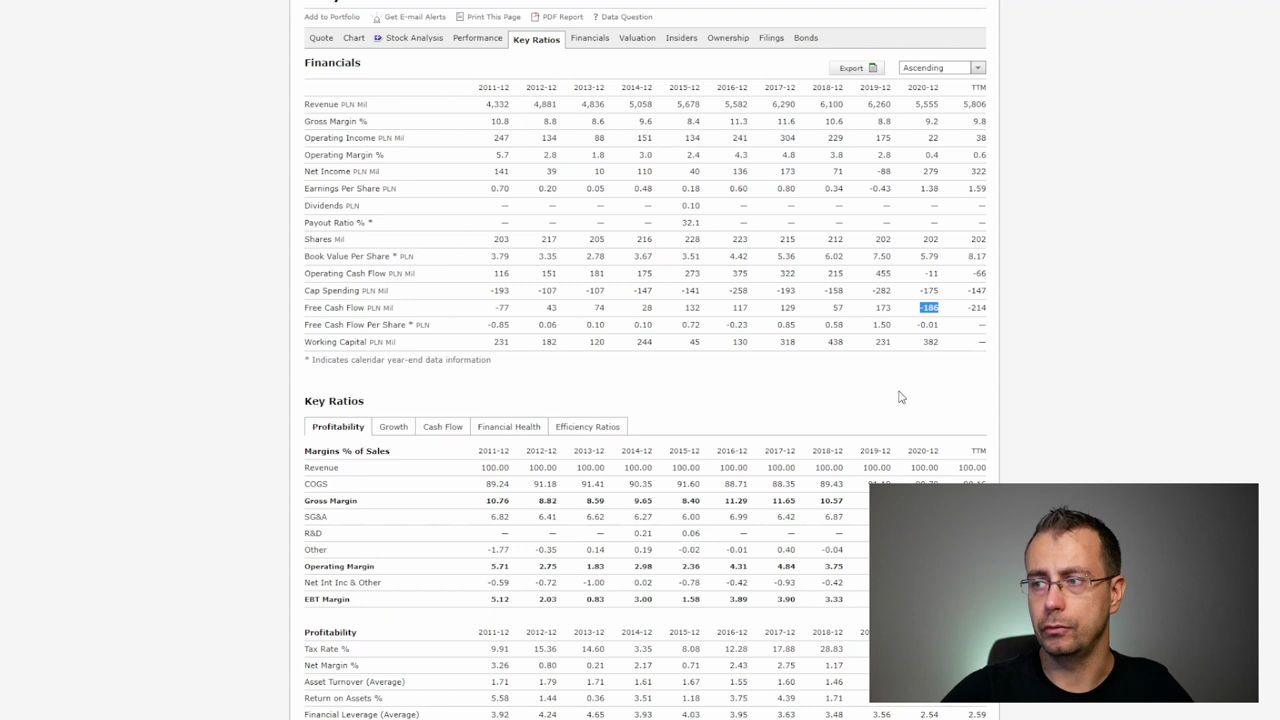 Add to Portfolio Get E-mail Alerts Print This Page PDF Report ? Data Question
Quote Chart Stock Analysis Performance Key Ratios Financials Valuation Insiders Ownership Filings Bonds
Financials Export Ascending
2011-12 2012-12 2013-12 2014-12 2015-12 2016-12 2017-12 2018-12 2019-12 2020-12 TTM
Revenue PLN Mil 4,332 4,881 4,836 5,058 5,678 5,582 6,290 6,100 6,260 5,555 5,806
Gross Margin % 10.8 8.8 8.6 9.6 8.4 11.3 11.6 10.6 8.8 9.2 9.8
Operating Income PLN Mil 247 134 88 151 134 241 304 229 175 22 38
Operating Margin % 5.7 2.8 1.8 3.0 2.4 4.3 4.8 3.8 2.8 0.4 0.6
Net Income PLN Mil 141 39 10 110 40 136 173 71 -88 279 322
Earnings Per Share PLN 0.70 0.20 0.05 0.48 0.18 0.60 0.80 0.34 -0.43 1.38 1.59
Dividends PLN — — — — 0.10 — — — — — —
Payout Ratio % * — — — — 32.1 — — — — — —
Shares Mil 203 217 205 216 228 223 215 212 202 202 202
Book Value Per Share * PLN 3.79 3.35 2.78 3.67 3.51 4.42 5.36 6.02 7.50 5.79 8.17
Operating Cash Flow PLN Mil 116 151 181 175 273 375 322 215 455 -11 -66
Cap Spending PLN Mil -193 -107 -107 -147 -141 -258 -193 -158 -282 -175 -147
Free Cash Flow PLN Mil -77 43 74 28 132 117 129 57 173 -186 -214
Free Cash Flow Per Share * PLN -0.85 0.06 0.10 0.10 0.72 -0.23 0.85 0.58 1.50 -0.01 —
Working Capital PLN Mil 231 182 120 244 45 130 318 438 231 382 —
* Indicates calendar year-end data information
Key Ratios
Profitability Growth Cash Flow Financial Health Efficiency Ratios
Margins % of Sales 2011-12 2012-12 2013-12 2014-12 2015-12 2016-12 2017-12 2018-12 2019-12 2020-12 TTM
Revenue 100.00 100.00 100.00 100.00 100.00 100.00 100.00 100.00 100.00 100.00 100.00
COGS 89.24 91.18 91.41 90.35 91.60 88.71 88.35 89.43
Gross Margin 10.76 8.82 8.59 9.65 8.40 11.29 11.65 10.57
SG&A 6.82 6.41 6.62 6.27 6.00 6.99 6.42 6.87
R&D — — — 0.21 0.06 — — —
Other -1.77 -0.35 0.14 0.19 -0.02 -0.01 0.40 -0.04
Operating Margin 5.71 2.75 1.83 2.98 2.36 4.31 4.84 3.75
Net Int Inc & Other -0.59 -0.72 -1.00 0.02 -0.78 -0.42 -0.93 -0.42
EBT Margin 5.12 2.03 0.83 3.00 1.58 3.89 3.90 3.33
Profitability 2011-12 2012-12 2013-12 2014-12 2015-12 2016-12 2017-12 2018-12
Tax Rate % 9.91 15.36 14.60 3.35 8.08 12.28 17.88 28.83
Net Margin % 3.26 0.80 0.21 2.17 0.71 2.43 2.75 1.17
Asset Turnover (Average) 1.71 1.79 1.71 1.61 1.67 1.55 1.60 1.46
Return on Assets % 5.58 1.44 0.36 3.51 1.18 3.75 4.39 1.71
Financial Leverage (Average) 3.92 4.24 4.65 3.93 4.03 3.95 3.63 3.48 3.56 2.54 2.59